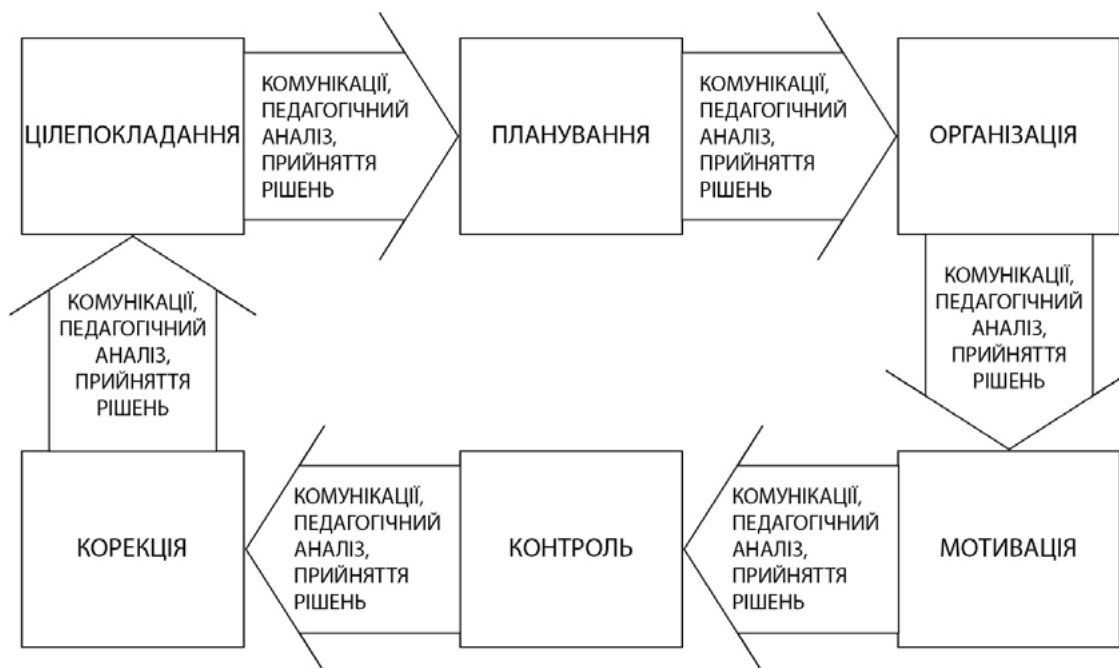 ЦІЛЕПОКЛАДАННЯ
КОМУНІКАЦІЇ,
ПЕДАГОГІЧНИЙ
АНАЛІЗ,
ПРИЙНЯТТЯ
РІШЕНЬ
ПЛАНУВАННЯ
КОМУНІКАЦІЇ,
ПЕДАГОГІЧНИЙ
АНАЛІЗ,
ПРИЙНЯТТЯ
РІШЕНЬ
ОРГАНІЗАЦІЯ
КОМУНІКАЦІЇ,
ПЕДАГОГІЧНИЙ
АНАЛІЗ,
ПРИЙНЯТТЯ
РІШЕНЬ
МОТИВАЦІЯ
КОМУНІКАЦІЇ,
ПЕДАГОГІЧНИЙ
АНАЛІЗ,
ПРИЙНЯТТЯ
РІШЕНЬ
КОНТРОЛЬ
КОМУНІКАЦІЇ,
ПЕДАГОГІЧНИЙ
АНАЛІЗ,
ПРИЙНЯТТЯ
РІШЕНЬ
КОРЕКЦІЯ
КОМУНІКАЦІЇ,
ПЕДАГОГІЧНИЙ
АНАЛІЗ,
ПРИЙНЯТТЯ
РІШЕНЬ